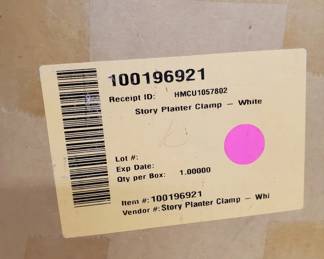 100196921
Receipt ID: HMCU1057802
Story Planter Clamp – White
Lot #:
Exp Date:
Qty per Box: 1.00000
Item #: 100196921
Vendor #: Story Planter Clamp – Whi